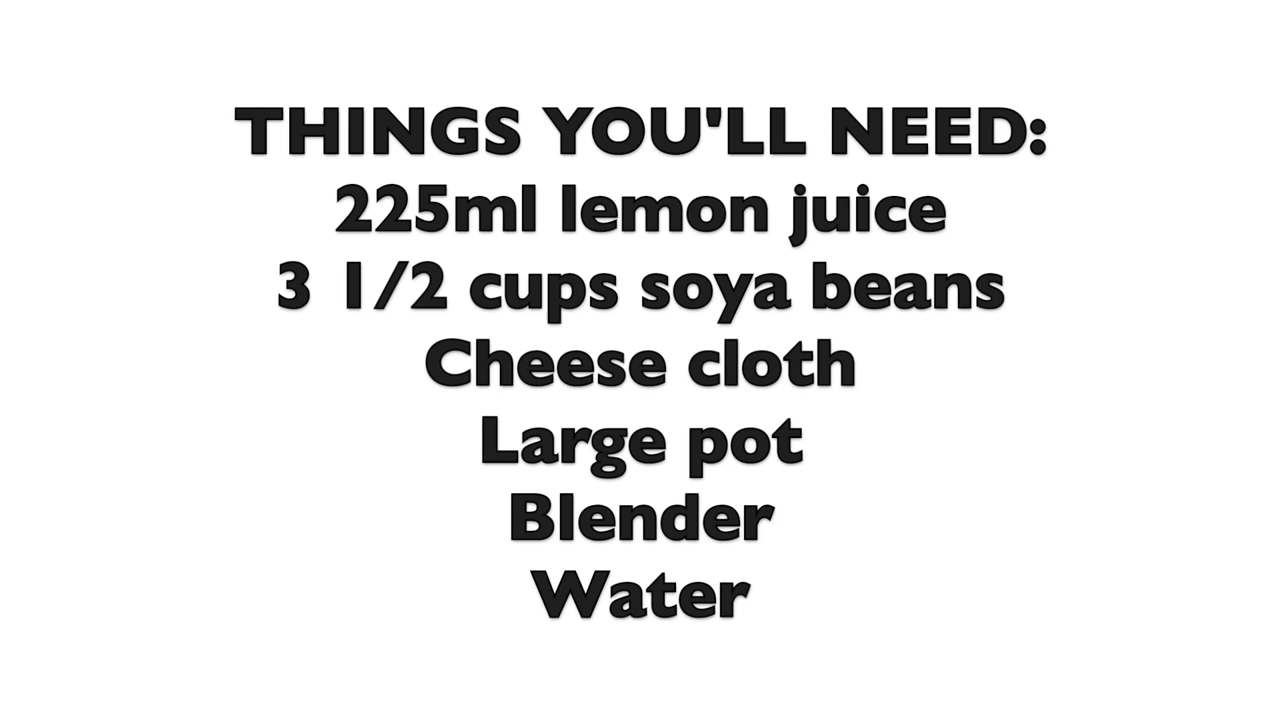 THINGS YOU'LL NEED:
225ml lemon juice
3 1/2 cups soya beans
Cheese cloth
Large pot
Blender
Water